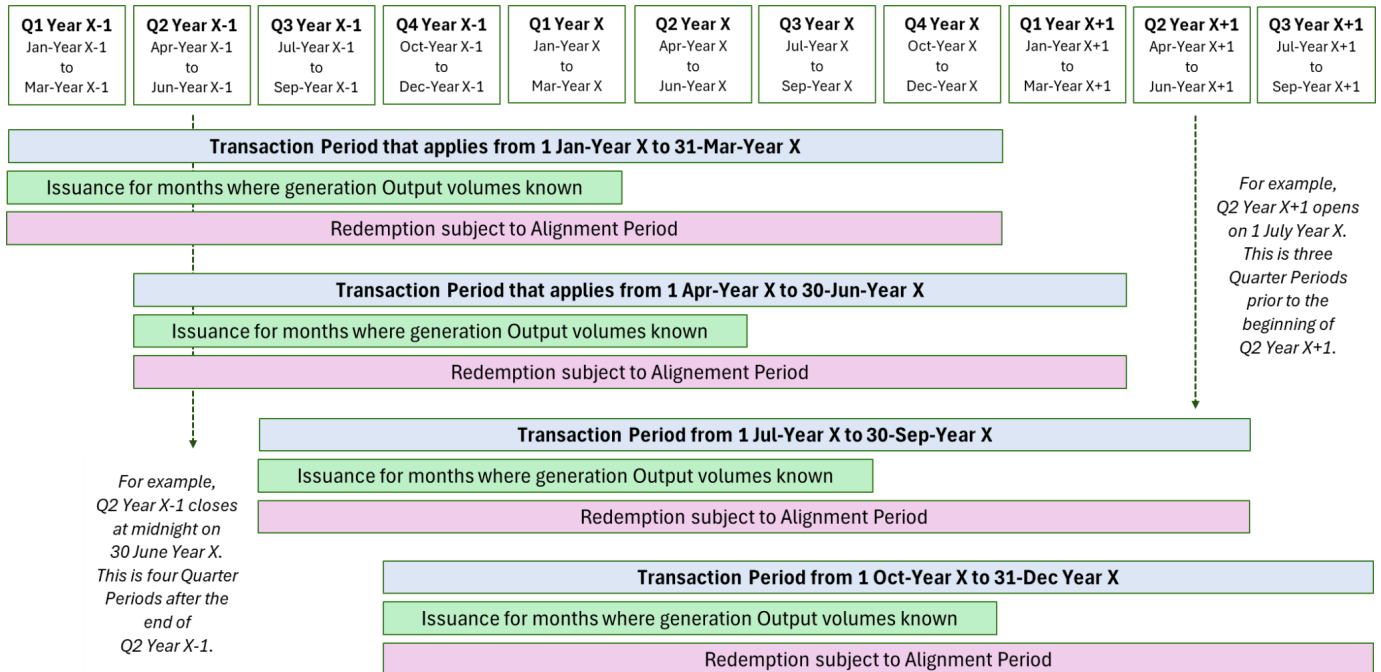 Q1 Year X-1
Jan-Year X-1
to
Mar-Year X-1
Q2 Year X-1
Apr-Year X-1
to
Jun-Year X-1
Q3 Year X-1
Jul-Year X-1
to
Sep-Year X-1
Q4 Year X-1
Oct-Year X-1
to
Dec-Year X-1
Q1 Year X
Jan-Year X
to
Mar-Year X
Q2 Year X
Apr-Year X
to
Jun-Year X
Q3 Year X
Jul-Year X
to
Sep-Year X
Q4 Year X
Oct-Year X
to
Dec-Year X
Q1 Year X+1
Jan-Year X+1
to
Mar-Year X+1
Q2 Year X+1
Apr-Year X+1
to
Jun-Year X+1
Q3 Year X+1
Jul-Year X+1
to
Sep-Year X+1
Transaction Period that applies from 1 Jan-Year X to 31-Mar-Year X
Issuance for months where generation Output volumes known
Redemption subject to Alignment Period
For example,
Q2 Year X+1 opens
on 1 July Year X.
This is three
Quarter Periods
prior to the
beginning of
Q2 Year X+1.
Transaction Period that applies from 1 Apr-Year X to 30-Jun-Year X
Issuance for months where generation Output volumes known
Redemption subject to Alignement Period
Transaction Period from 1 Jul-Year X to 30-Sep-Year X
Issuance for months where generation Output volumes known
Redemption subject to Alignment Period
For example,
Q2 Year X-1 closes
at midnight on
30 June Year X.
This is four Quarter
Periods after the
end of
Q2 Year X-1.
Transaction Period from 1 Oct-Year X to 31-Dec Year X
Issuance for months where generation Output volumes known
Redemption subject to Alignment Period